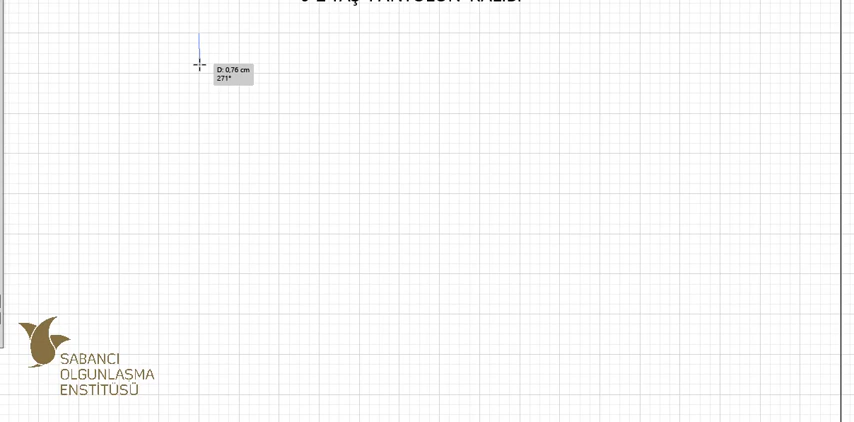 D: 0,76 cm
271°
SABANCI
OLGUNLAŞMA
ENSTİTÜSÜ